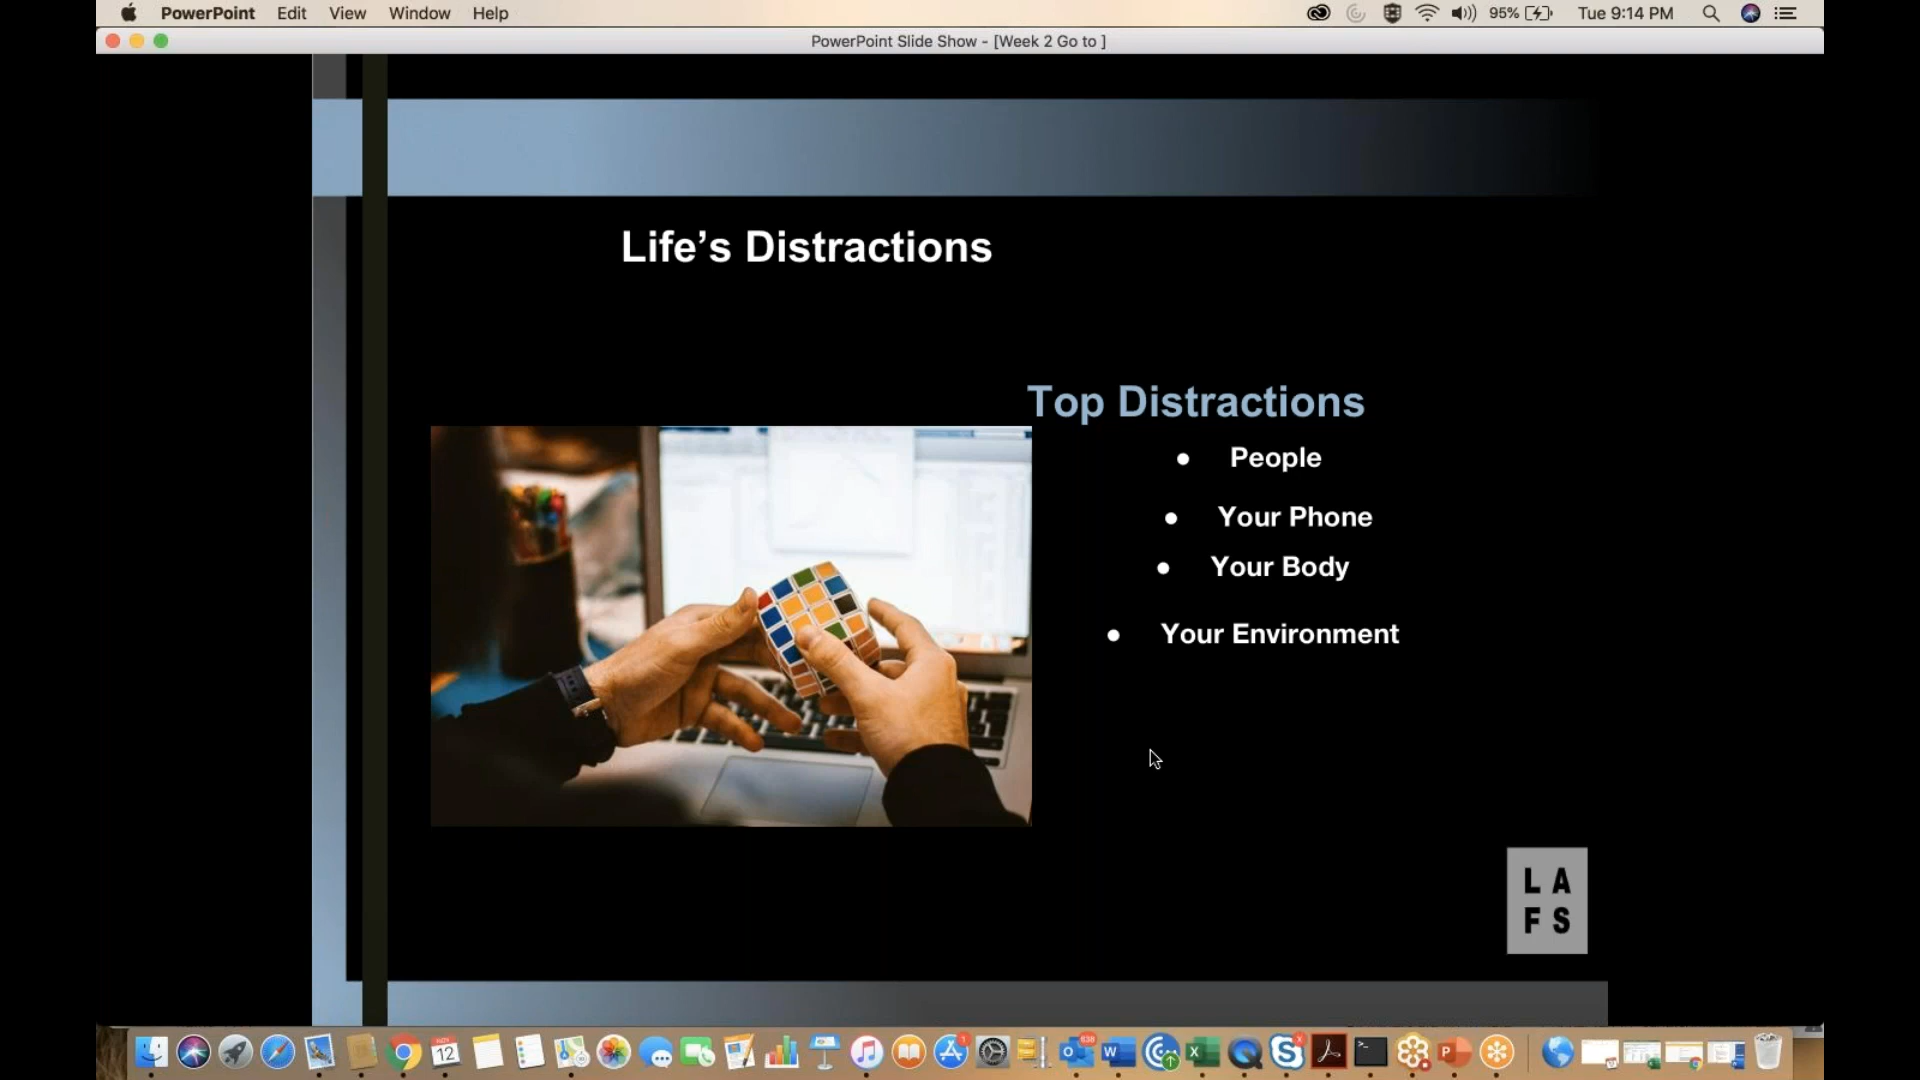 PowerPoint Edit View Window Help 95% Tue 9:14 PM
PowerPoint Slide Show - [Week 2 Go to ]
Life’s Distractions
Top Distractions
● People
● Your Phone
● Your Body
● Your Environment
L A
F S
NOV
12